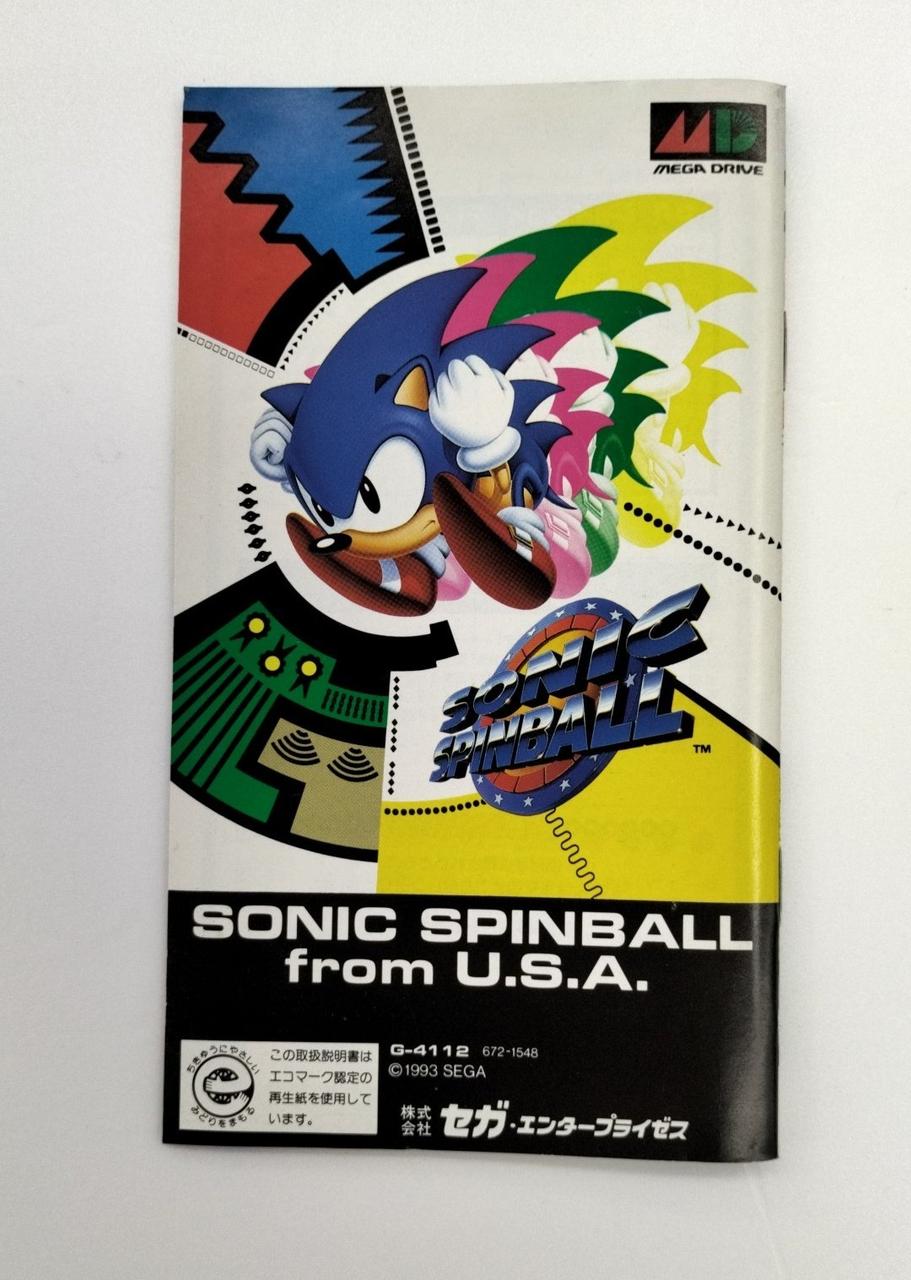 MD
MEGA DRIVE
SONIC
SPINBALL
TM
SONIC SPINBALL
from U.S.A.
ちきゅうにやさしい
e
みどりをまもる
この取扱説明書は
エコマーク認定の
再生紙を使用して
います。
G-4112 672-1548
©1993 SEGA
株式会社 セガ・エンタープライゼス